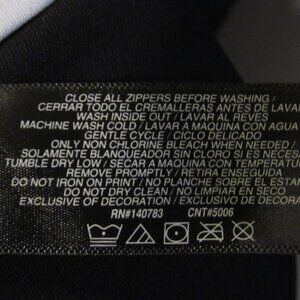 CLOSE ALL ZIPPERS BEFORE WASHING /
CERRAR TODO EL CREMALLERAS ANTES DE LAVAR
WASH INSIDE OUT / LAVAR AL REVES
MACHINE WASH COLD / LAVAR A MAQUINA CON AGUA
GENTLE CYCLE / CICLO DELICADO
ONLY NON CHLORINE BLEACH WHEN NEEDED /
SOLAMENTE BLANQUEADOR SIN CLORO SI ES NECES
TUMBLE DRY LOW / SECAR A MAQUINA CON TEMPER
REMOVE PROMPTLY / RETIRA ENSEGUIDA
DO NOT IRON ON PRINT / NO PLANCHE SOBRE EL ESTAM
DO NOT DRY CLEAN / NO LIMPIAR EN SECO
EXCLUSIVE OF DECORATION / EXCLUSIVO DE DECORA
RN#140783 CNT#5006